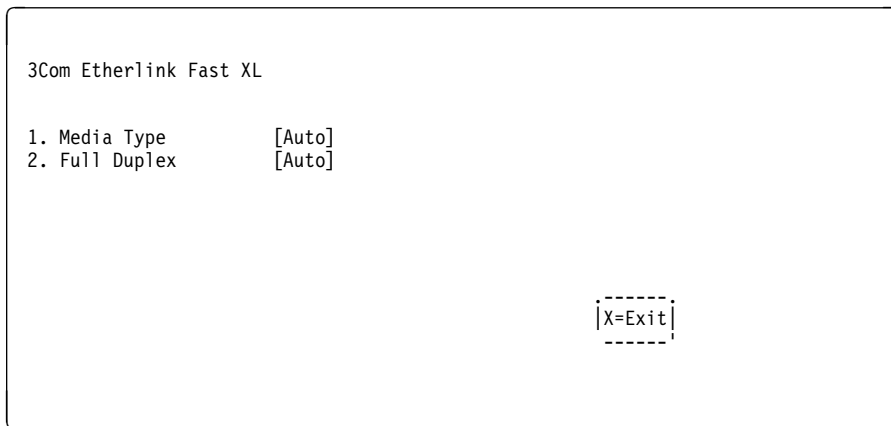 3Com Etherlink Fast XL
1. Media Type [Auto]
2. Full Duplex [Auto]
X=Exit